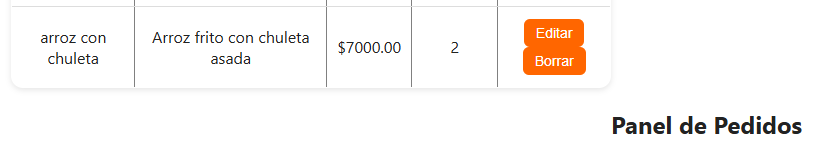 arroz con
chuleta
Arroz frito con chuleta
asada
$7000.00
2
Editar
Borrar
Panel de Pedidos